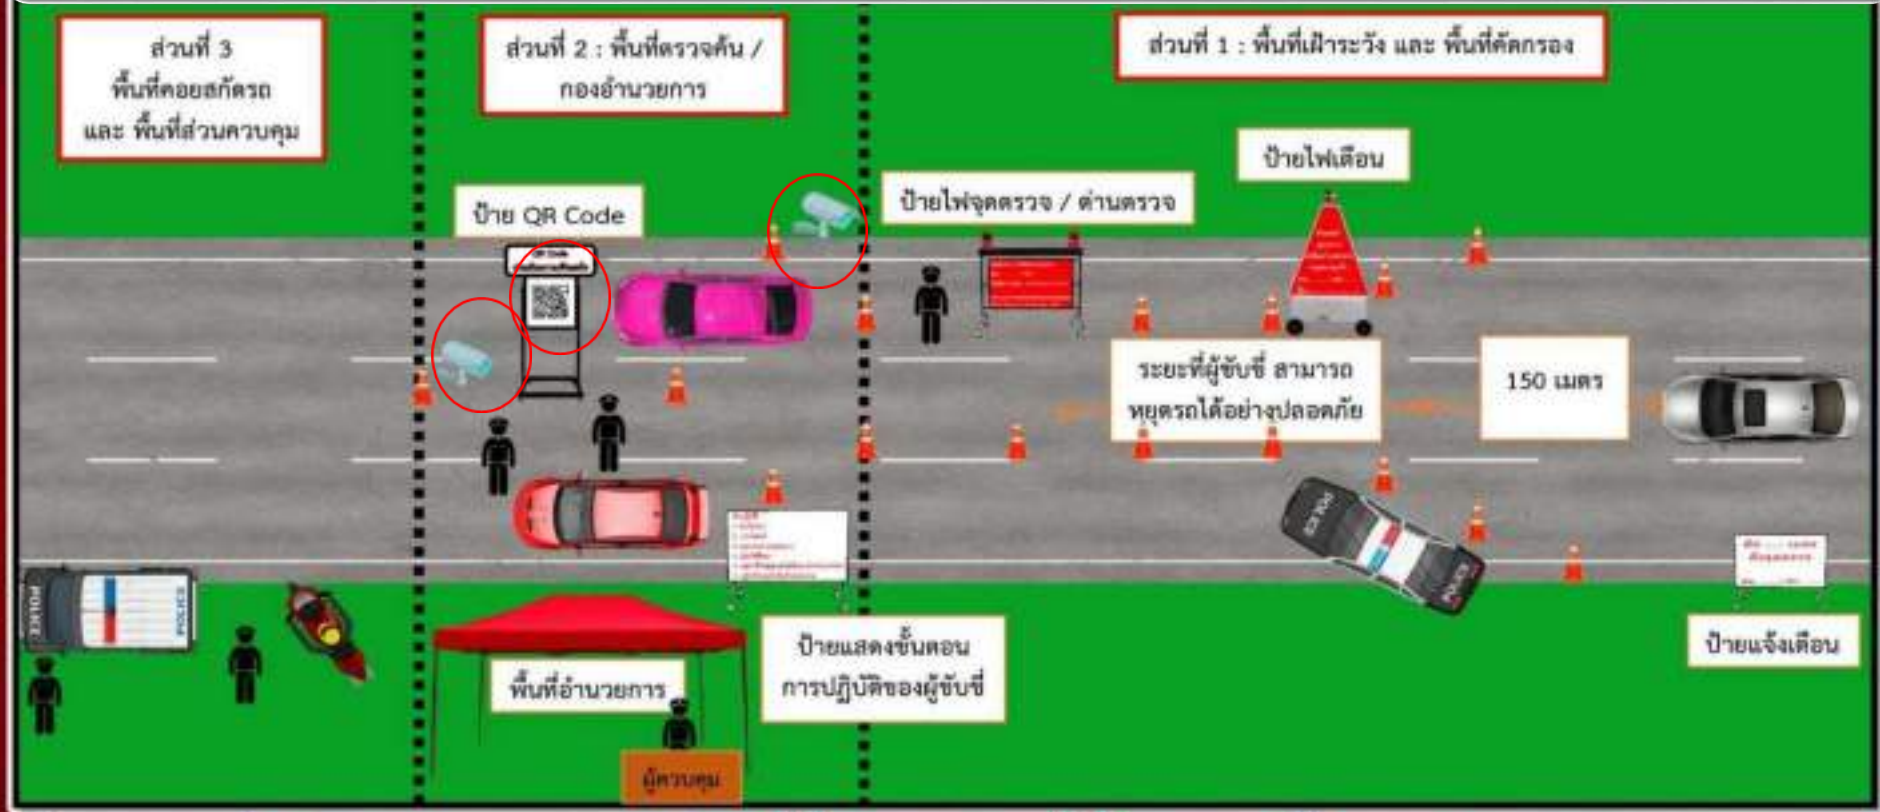 ส่วนที่ 3
พื้นที่คอยสกัดรถ
และ พื้นที่ส่วนควบคุม
ส่วนที่ 2 : พื้นที่ตรวจค้น /
กองอำนวยการ
ส่วนที่ 1 : พื้นที่เฝ้าระวัง และ พื้นที่คัดกรอง
ป้ายไฟเตือน
ป้ายไฟจุดตรวจ / ด่านตรวจ
ป้าย QR Code
QR Code
ระยะที่ผู้ขับขี่ สามารถ
หยุดรถได้อย่างปลอดภัย
150 เมตร
POLICE
POLICE
POLICE
POLICE
ป้ายแจ้งเตือน
ป้ายแสดงขั้นตอน
การปฏิบัติของผู้ขับขี่
พื้นที่อำนวยการ
ผู้ควบคุม